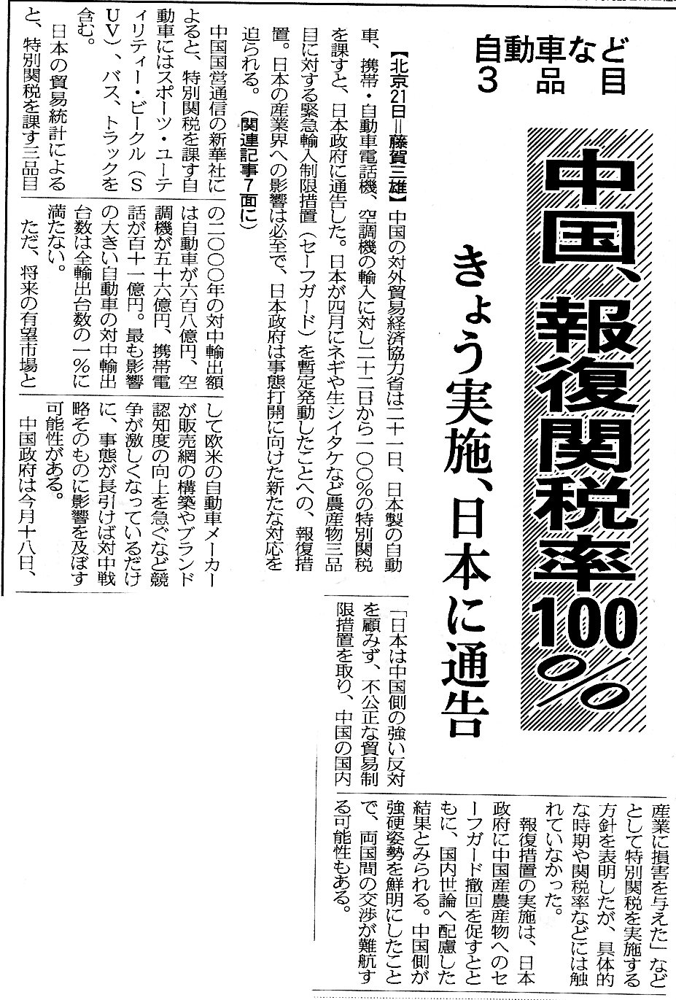 自動車など
3品目
中国、報復関税率100%
きょう実施、日本に通告
【北京21日=藤賀三雄】中国の対外貿易経済協力省は二十一日、日本製の自動
車、携帯・自動車電話機、空調機の輸入に対し二十二日から一〇〇%の特別関税
を課すと、日本政府に通告した。日本が四月にネギや生シイタケなど農産物三品
目に対する緊急輸入制限措置(セーフガード)を暫定発動したことへの、報復措
置。日本の産業界への影響は必至で、日本政府は事態打開に向けた新たな対応を
迫られる。(関連記事7面に)
中国国営通信の新華社に
よると、特別関税を課す自
動車にはスポーツ・ユーテ
ィリティー・ビークル(S
UV)、バス、トラックを
含む。
日本の貿易統計による
と、特別関税を課す三品目
の二〇〇〇年の対中輸出額
は自動車が六百八億円、空
調機が五十六億円、携帯電
話が百十一億円。最も影響
の大きい自動車の対中輸出
台数は全輸出台数の一%に
満たない。
ただ、将来の有望市場と
して欧米の自動車メーカー
が販売網の構築やブランド
認知度の向上を急ぐなど競
争が激しくなっているだけ
に、事態が長引けば対中戦
略そのものに影響を及ぼす
可能性がある。
中国政府は今月十八日、
「日本は中国側の強い反対
を顧みず、不公正な貿易制
限措置を取り、中国の国内
産業に損害を与えた」など
として特別関税を実施する
方針を表明したが、具体的
な時期や関税率などには触
れていなかった。
報復措置の実施は、日本
政府に中国産農産物へのセ
ーフガード撤回を促すとと
もに、国内世論へ配慮した
結果とみられる。中国側が
強硬姿勢を鮮明にしたこと
で、両国間の交渉が難航す
る可能性もある。